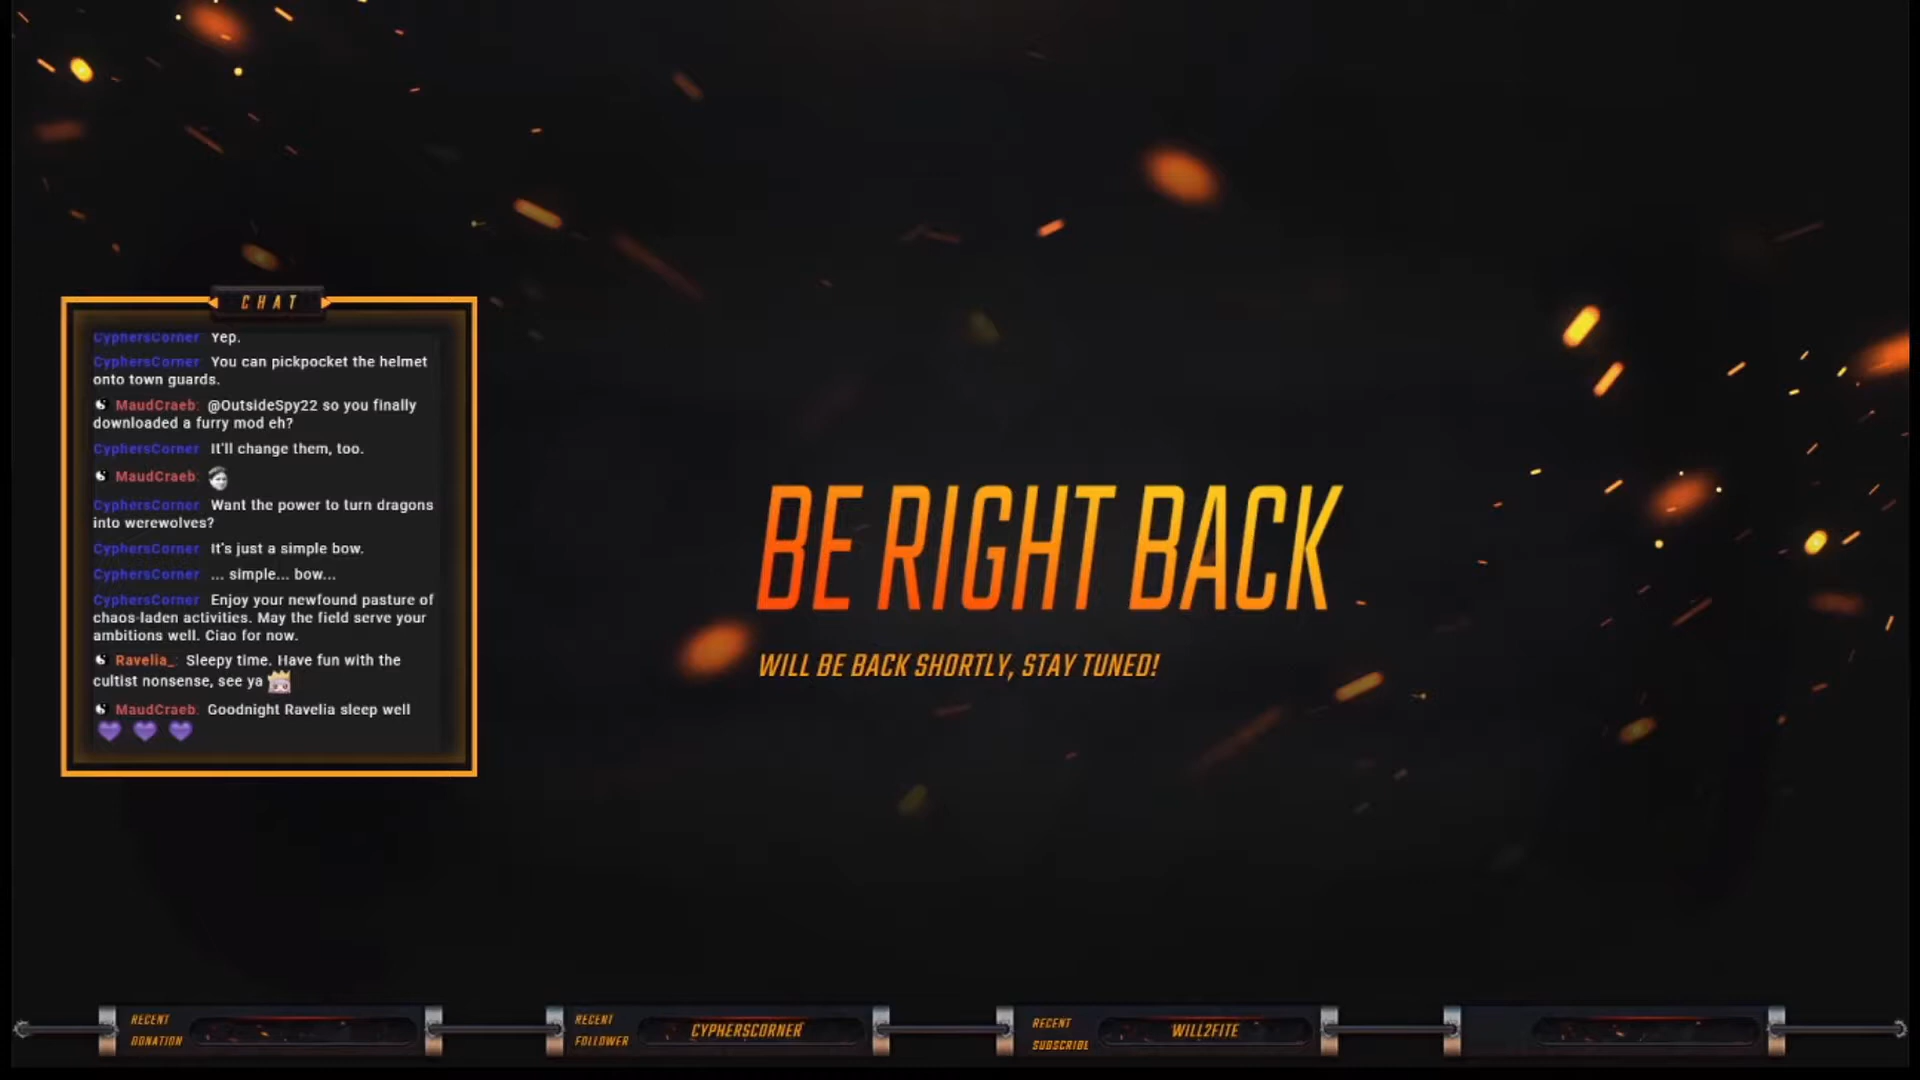 CHAT
CyphersCorner Yep.
CyphersCorner You can pickpocket the helmet
onto town guards.
MaudCraeb: @OutsideSpy22 so you finally
downloaded a furry mod eh?
CyphersCorner It'll change them, too.
MaudCraeb:
CyphersCorner Want the power to turn dragons
into werewolves?
CyphersCorner It's just a simple bow.
CyphersCorner ... simple... bow...
CyphersCorner Enjoy your newfound pasture of
chaos-laden activities. May the field serve your
ambitions well. Ciao for now.
Ravelia_: Sleepy time. Have fun with the
cultist nonsense, see ya
MaudCraeb: Goodnight Ravelia sleep well
BE RIGHT BACK
WILL BE BACK SHORTLY, STAY TUNED!
RECENT
DONATION
RECENT
FOLLOWER
CYPHERSCORNER
RECENT
SUBSCRIBE
WILL2FITE